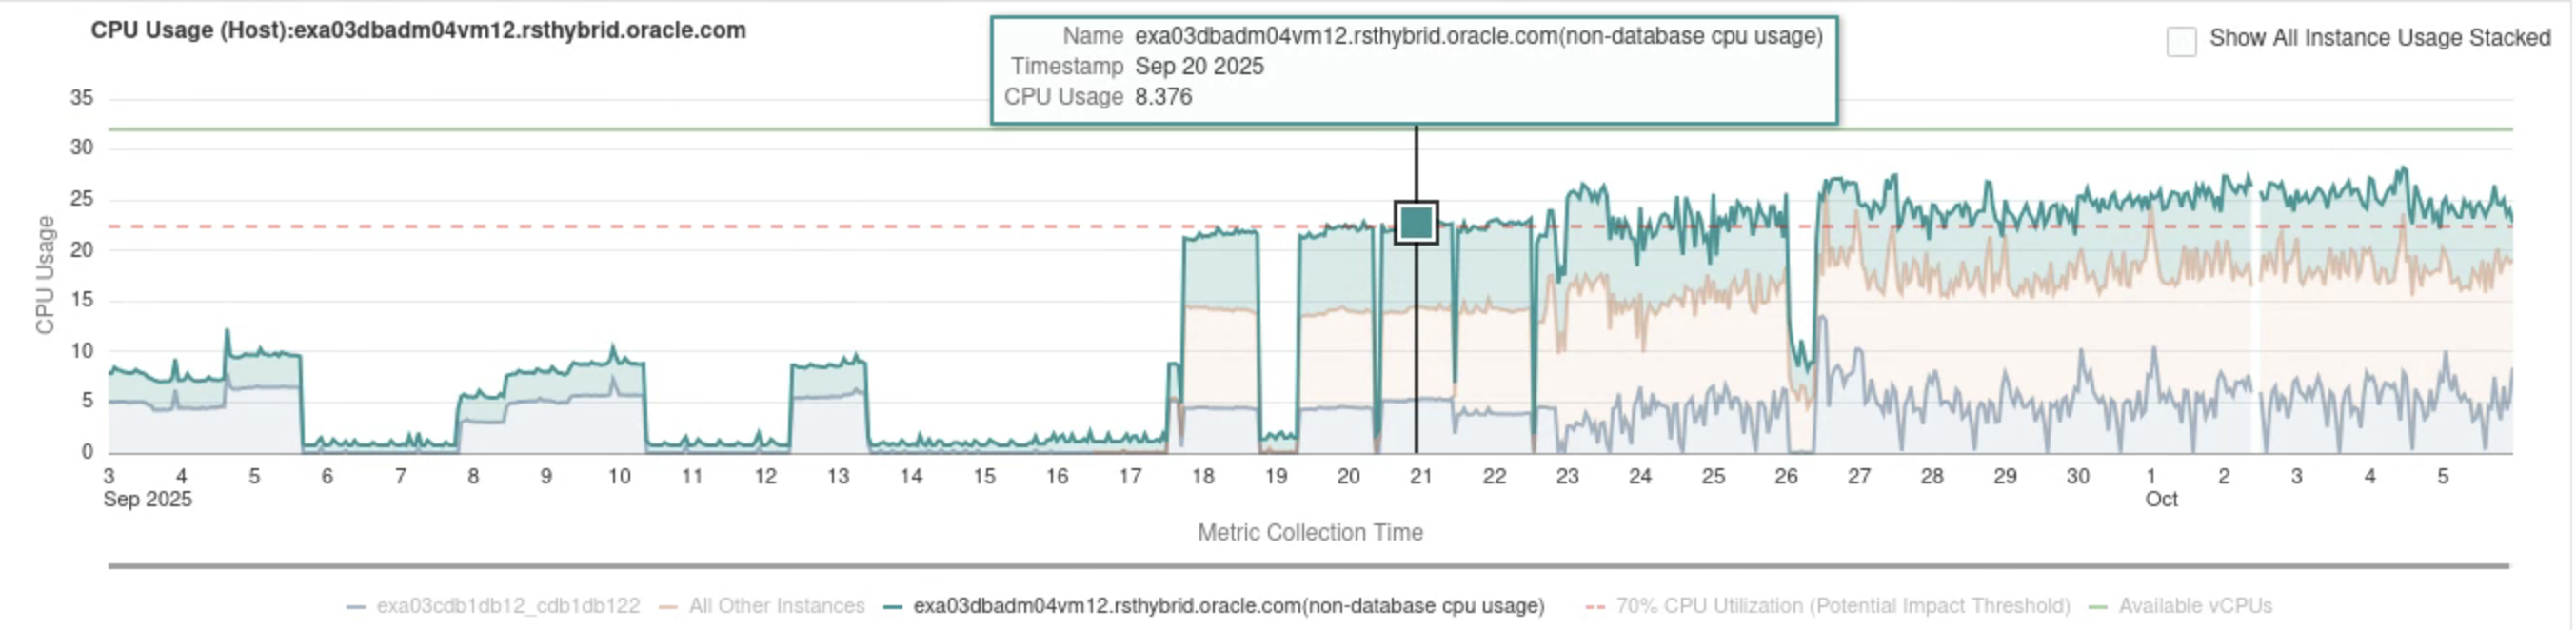 CPU Usage (Host):exa03dbadm04vm12.rsthybrid.oracle.com
Name exa03dbadm04vm12.rsthybrid.oracle.com(non-database cpu usage)
Timestamp Sep 20 2025
CPU Usage 8.376
Show All Instance Usage Stacked
35
30
25
20
15
10
5
0
CPU Usage
3 4 5 6 7 8 9 10 11 12 13 14 15 16 17 18 19 20 21 22 23 24 25 26 27 28 29 30 1 2 3 4 5
Sep 2025 Oct
Metric Collection Time
exa03cdb1db12_cdb1db122 All Other Instances exa03dbadm04vm12.rsthybrid.oracle.com(non-database cpu usage) 70% CPU Utilization (Potential Impact Threshold) Available vCPUs